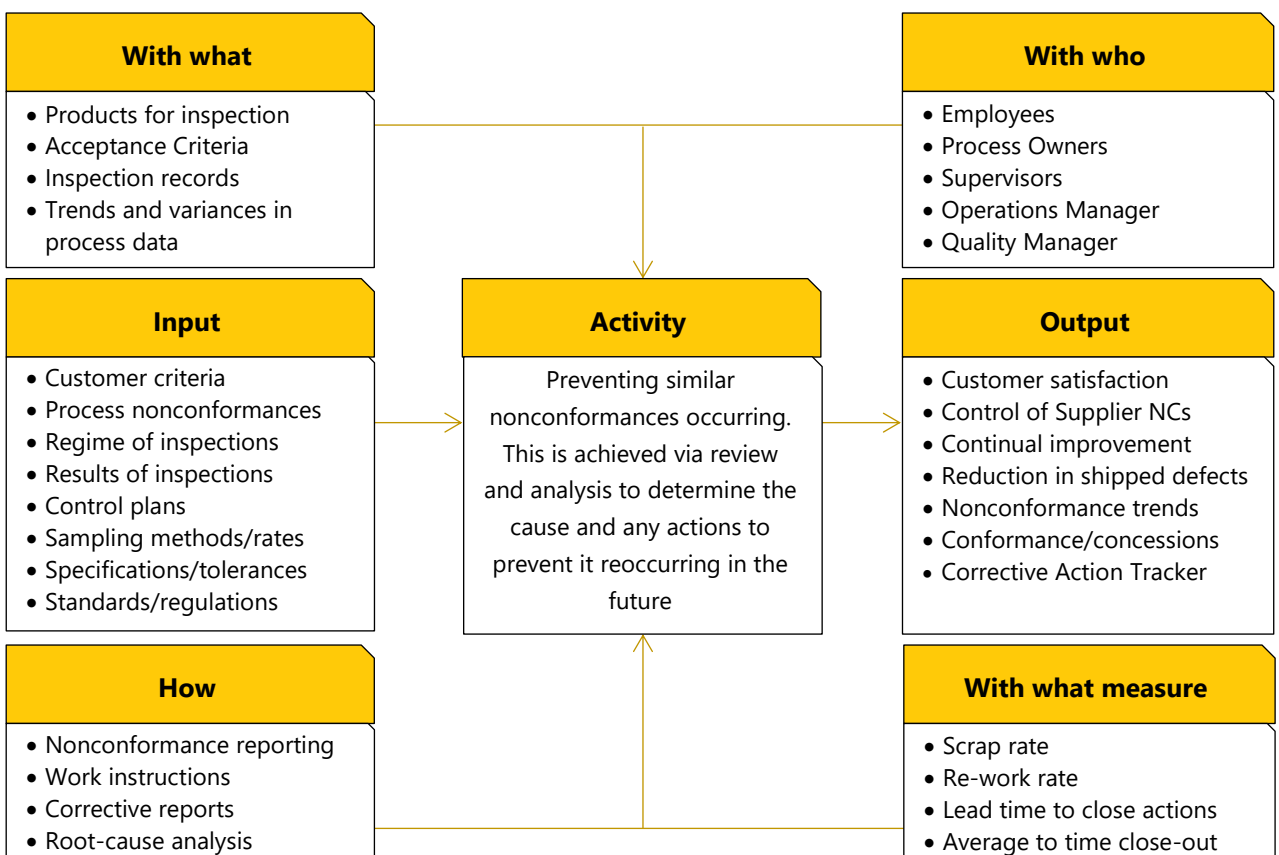 With what
• Products for inspection
• Acceptance Criteria
• Inspection records
• Trends and variances in
process data
With who
• Employees
• Process Owners
• Supervisors
• Operations Manager
• Quality Manager
Input
• Customer criteria
• Process nonconformances
• Regime of inspections
• Results of inspections
• Control plans
• Sampling methods/rates
• Specifications/tolerances
• Standards/regulations
Activity
Preventing similar
nonconformances occurring.
This is achieved via review
and analysis to determine the
cause and any actions to
prevent it reoccurring in the
future
Output
• Customer satisfaction
• Control of Supplier NCs
• Continual improvement
• Reduction in shipped defects
• Nonconformance trends
• Conformance/concessions
• Corrective Action Tracker
How
• Nonconformance reporting
• Work instructions
• Corrective reports
• Root-cause analysis
With what measure
• Scrap rate
• Re-work rate
• Lead time to close actions
• Average to time close-out